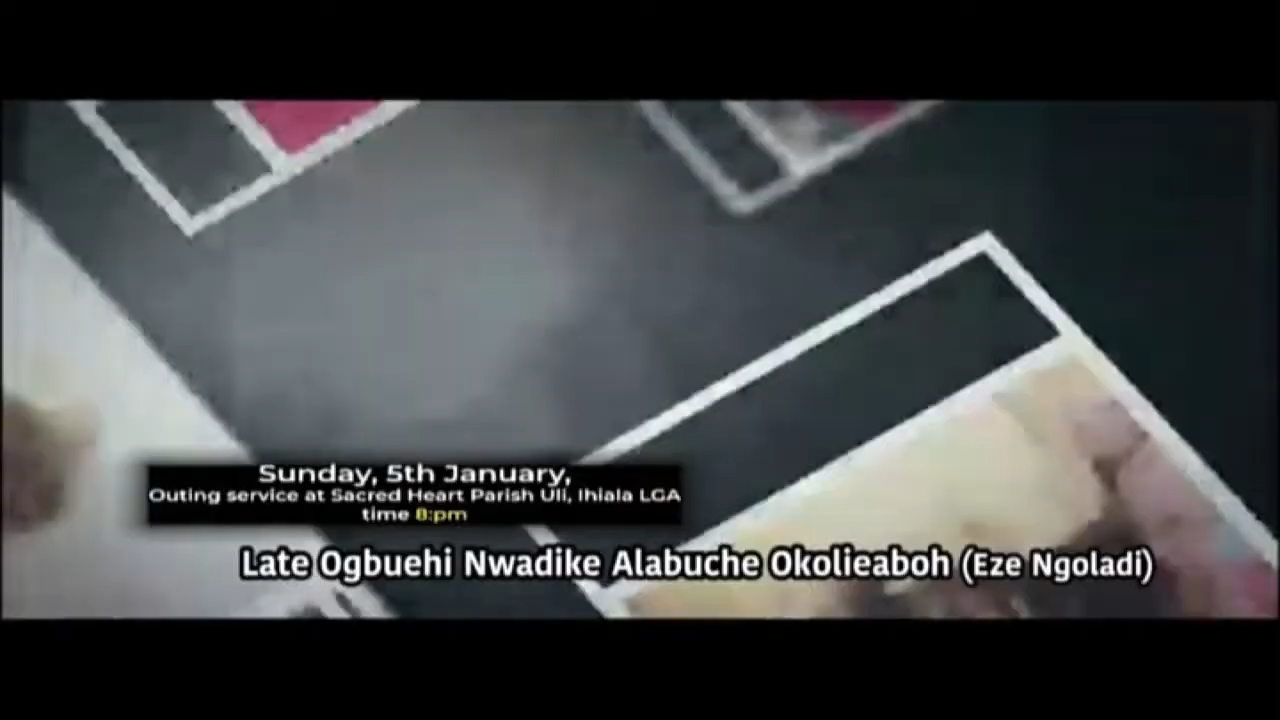 Sunday, 5th January,
Outing service at Sacred Heart Parish Uli, Ihiala LGA
time 8:pm
Late Ogbuehi Nwadike Alabuche Okolieaboh (Eze Ngoladi)